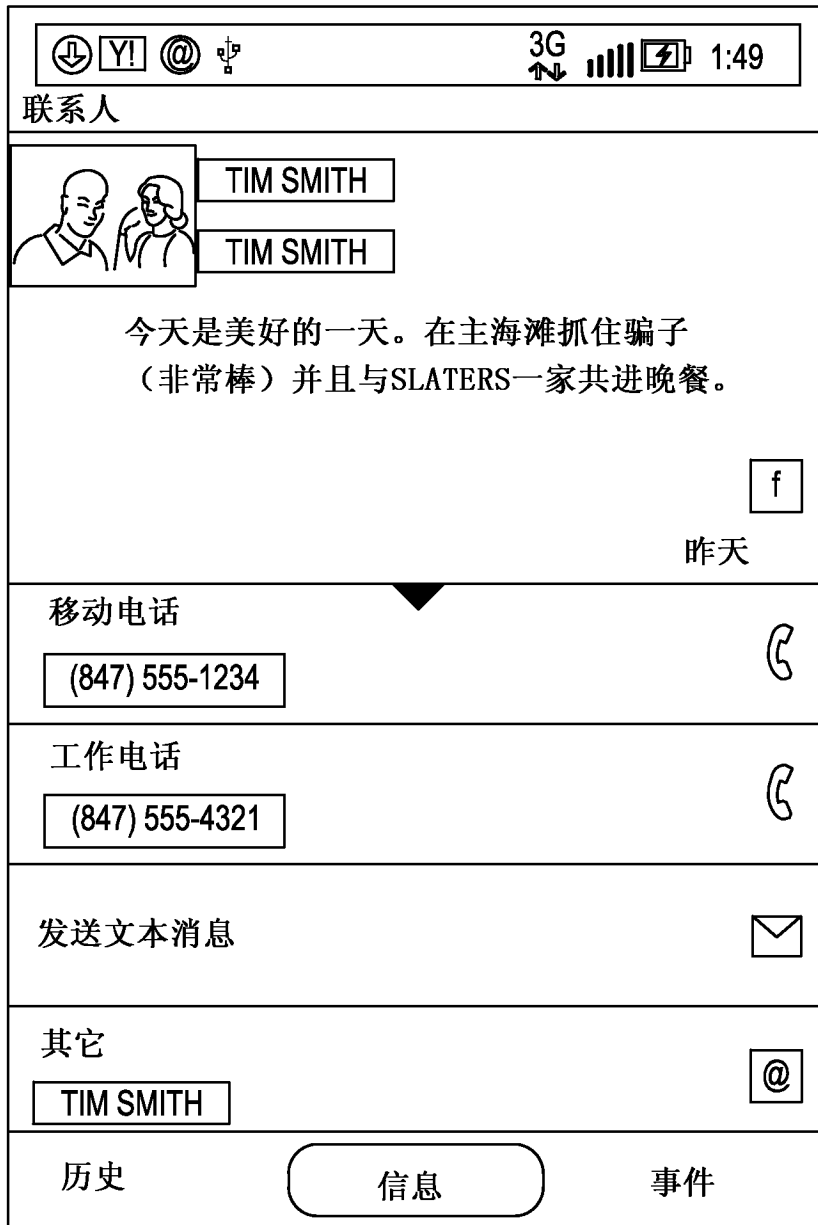 Y! @ 3G 1:49
联系人
TIM SMITH
TIM SMITH
今天是美好的一天。在主海滩抓住骗子
（非常棒）并且与SLATERS一家共进晚餐。
f
昨天
移动电话
(847) 555-1234
工作电话
(847) 555-4321
发送文本消息
其它
@
TIM SMITH
历史 信息 事件